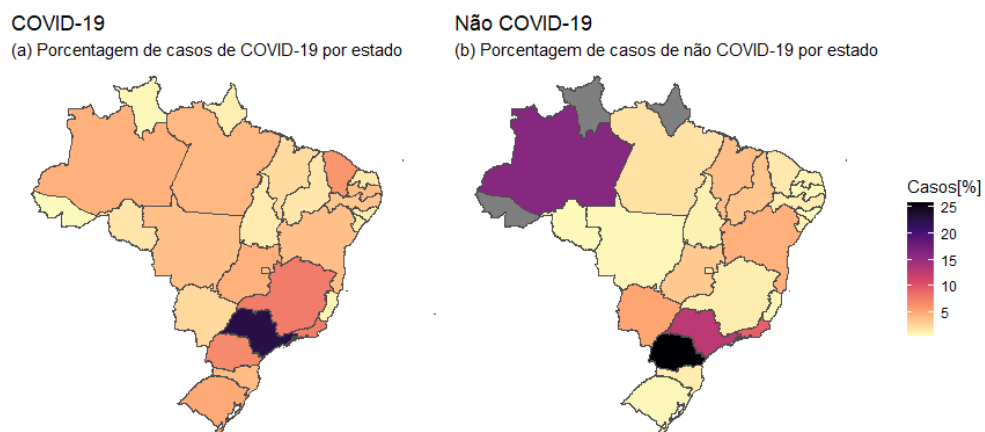 COVID-19
(a) Porcentagem de casos de COVID-19 por estado
Não COVID-19
(b) Porcentagem de casos de não COVID-19 por estado
Casos[%]
25
20
15
10
5